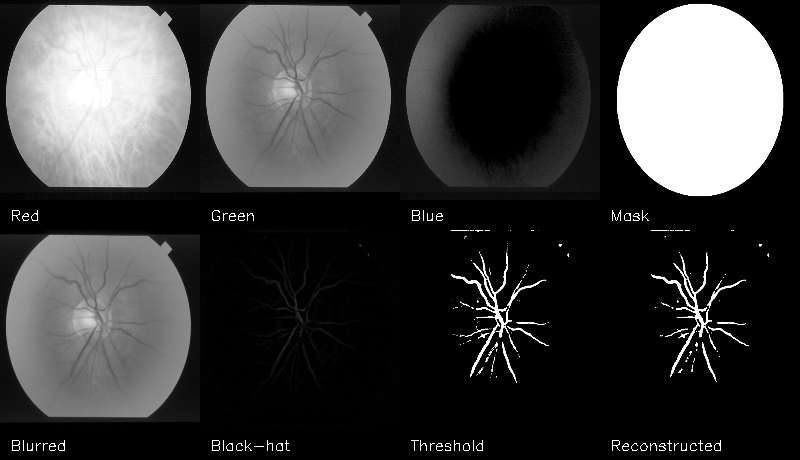 Red
Green
Blue
Mask
Blurred
Black-hat
Threshold
Reconstructed